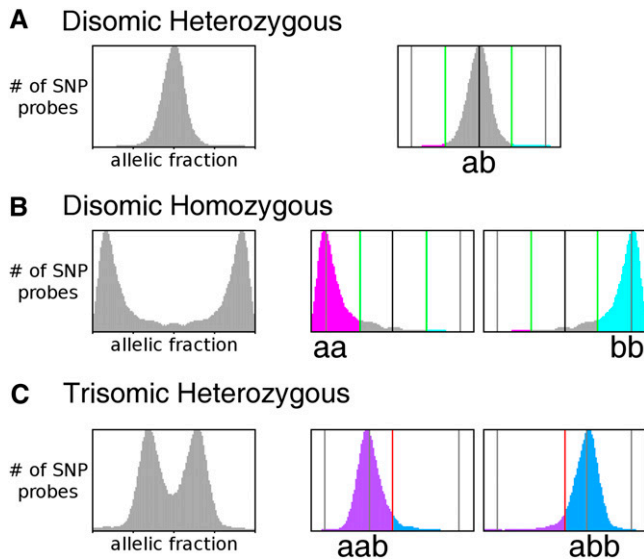 A Disomic Heterozygous
# of SNP
probes
allelic fraction
ab
B Disomic Homozygous
# of SNP
probes
allelic fraction
aa
bb
C Trisomic Heterozygous
# of SNP
probes
allelic fraction
aab
abb